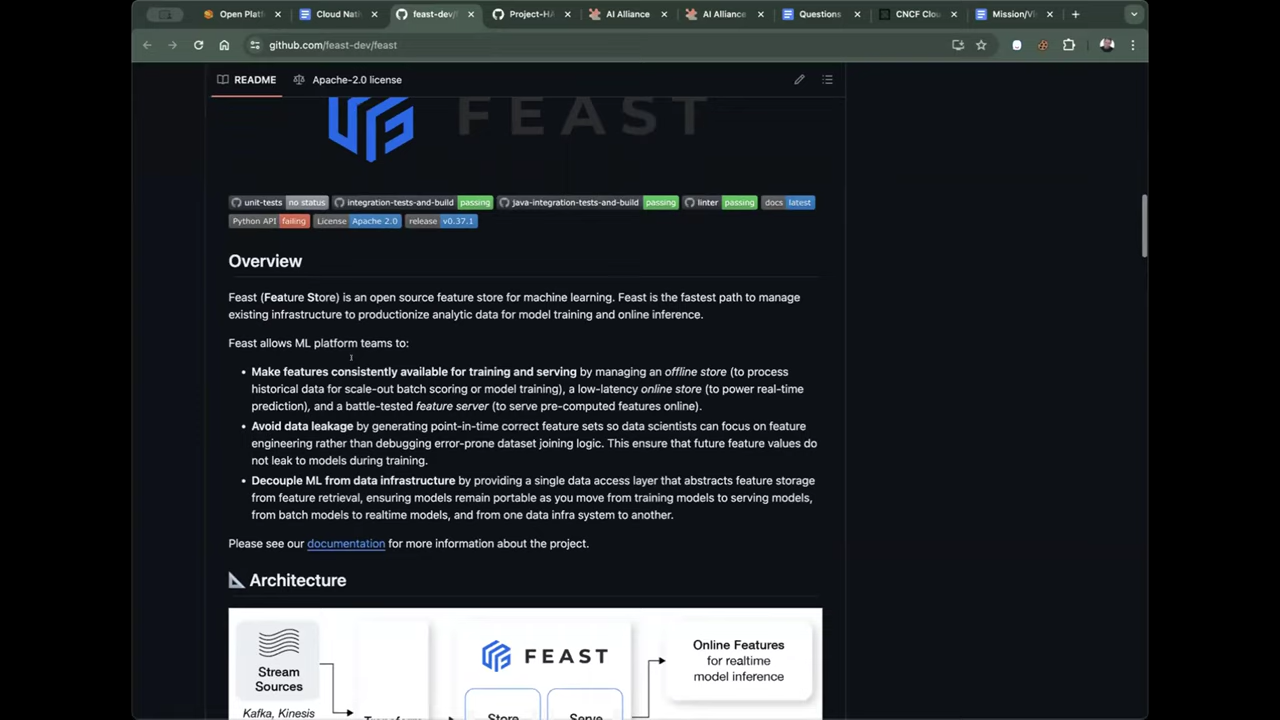 Open Platf
Cloud Nati
feast-dev/f
Project-HA
AI Alliance
AI Alliance
Questions
CNCF Clou
Mission/Vi
github.com/feast-dev/feast
README
Apache-2.0 license
FEAST
unit-tests no status integration-tests-and-build passing java-integration-tests-and-build passing linter passing docs latest
Python API failing License Apache 2.0 release v0.37.1
Overview
Feast (Feature Store) is an open source feature store for machine learning. Feast is the fastest path to manage
existing infrastructure to productionize analytic data for model training and online inference.
Feast allows ML platform teams to:
• Make features consistently available for training and serving by managing an offline store (to process
historical data for scale-out batch scoring or model training), a low-latency online store (to power real-time
prediction), and a battle-tested feature server (to serve pre-computed features online).
• Avoid data leakage by generating point-in-time correct feature sets so data scientists can focus on feature
engineering rather than debugging error-prone dataset joining logic. This ensure that future feature values do
not leak to models during training.
• Decouple ML from data infrastructure by providing a single data access layer that abstracts feature storage
from feature retrieval, ensuring models remain portable as you move from training models to serving models,
from batch models to realtime models, and from one data infra system to another.
Please see our documentation for more information about the project.
Architecture
Stream
Sources
Kafka, Kinesis
Transform
FEAST
Store
Serve
Online Features
for realtime
model inference